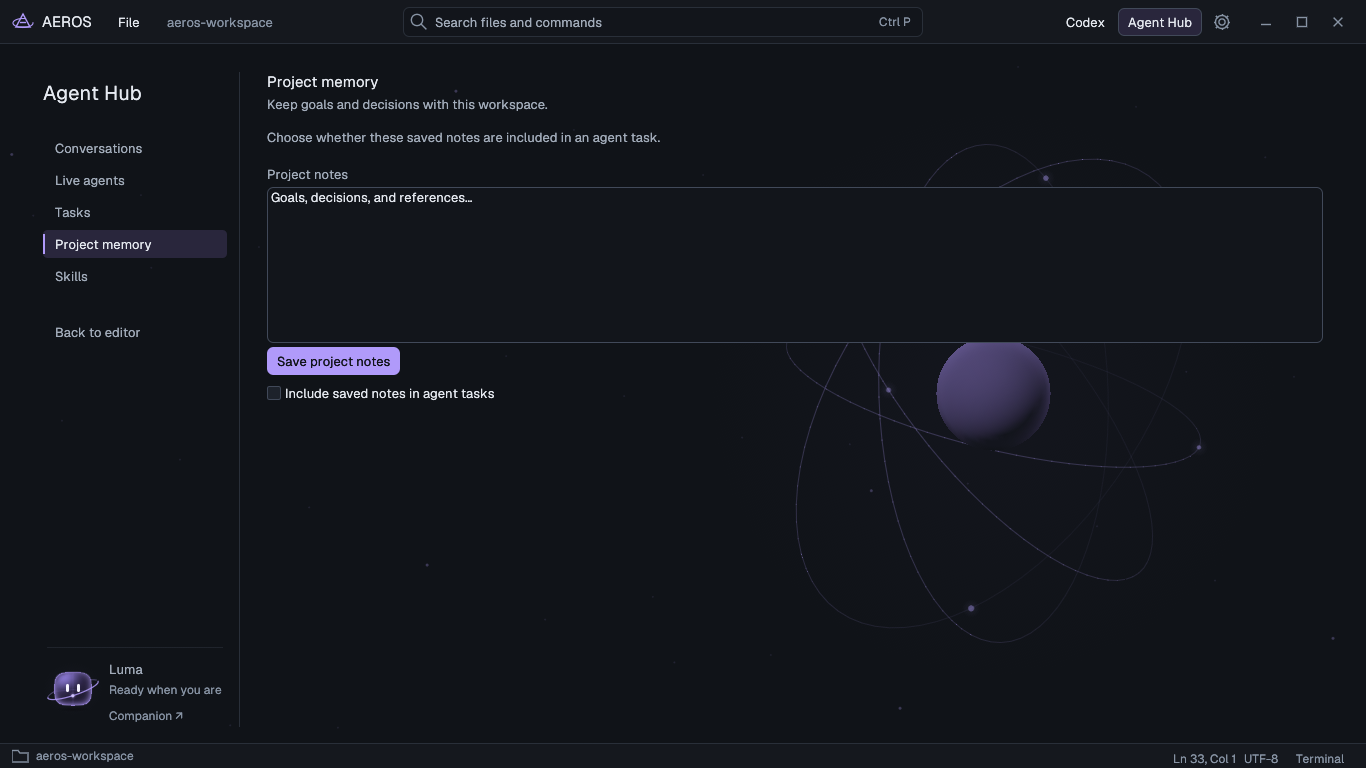 AEROS File aeros-workspace Search files and commands Ctrl P Codex Agent Hub
Agent Hub
Conversations
Live agents
Tasks
Project memory
Skills
Back to editor
Project memory
Keep goals and decisions with this workspace.
Choose whether these saved notes are included in an agent task.
Project notes
Goals, decisions, and references...
Save project notes
Include saved notes in agent tasks
Luma
Ready when you are
Companion ↗
aeros-workspace Ln 33, Col 1 UTF-8 Terminal